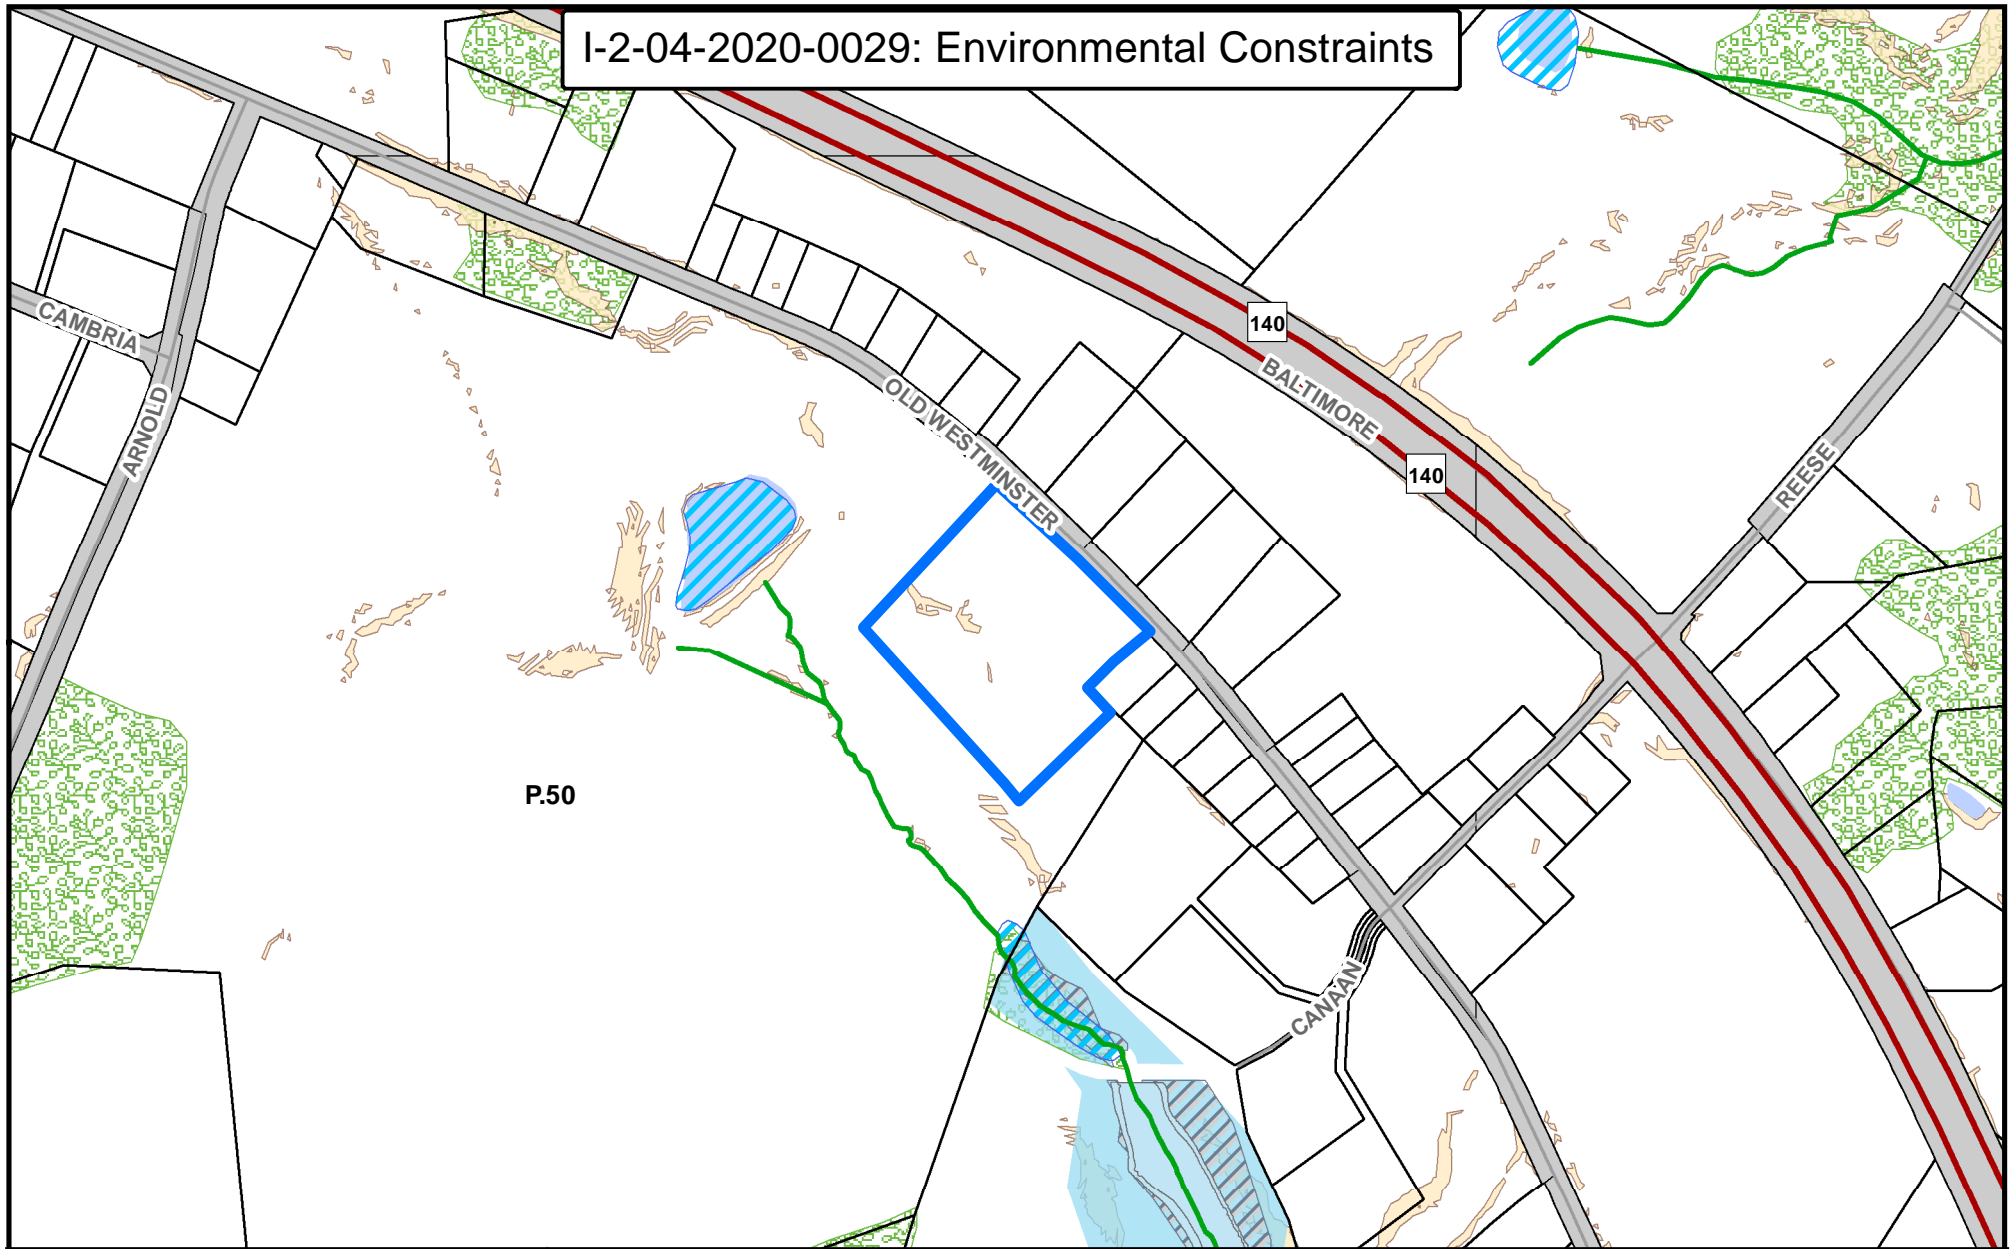 I-2-04-2020-0029: Environmental Constraints
CAMBRIA
ARNOLD
OLD WESTMINSTER
140
BALTIMORE
140
REESE
P.50
CANAAN